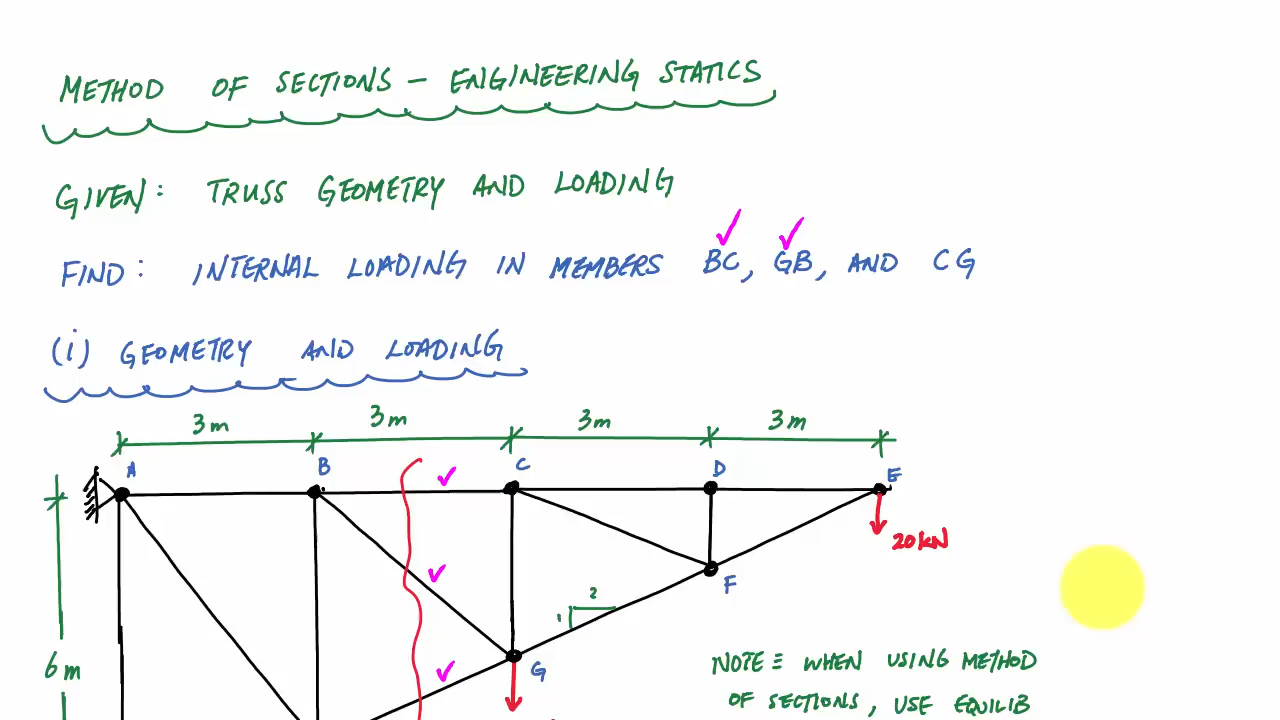 METHOD OF SECTIONS - ENGINEERING STATICS
GIVEN: TRUSS GEOMETRY AND LOADING
FIND: INTERNAL LOADING IN MEMBERS BC, GB, AND CG
(i) GEOMETRY AND LOADING
3m 3m 3m 3m
A B C D E
20kN
F
2
1
6m
G
NOTE ≡ WHEN USING METHOD
OF SECTIONS, USE EQUILIB